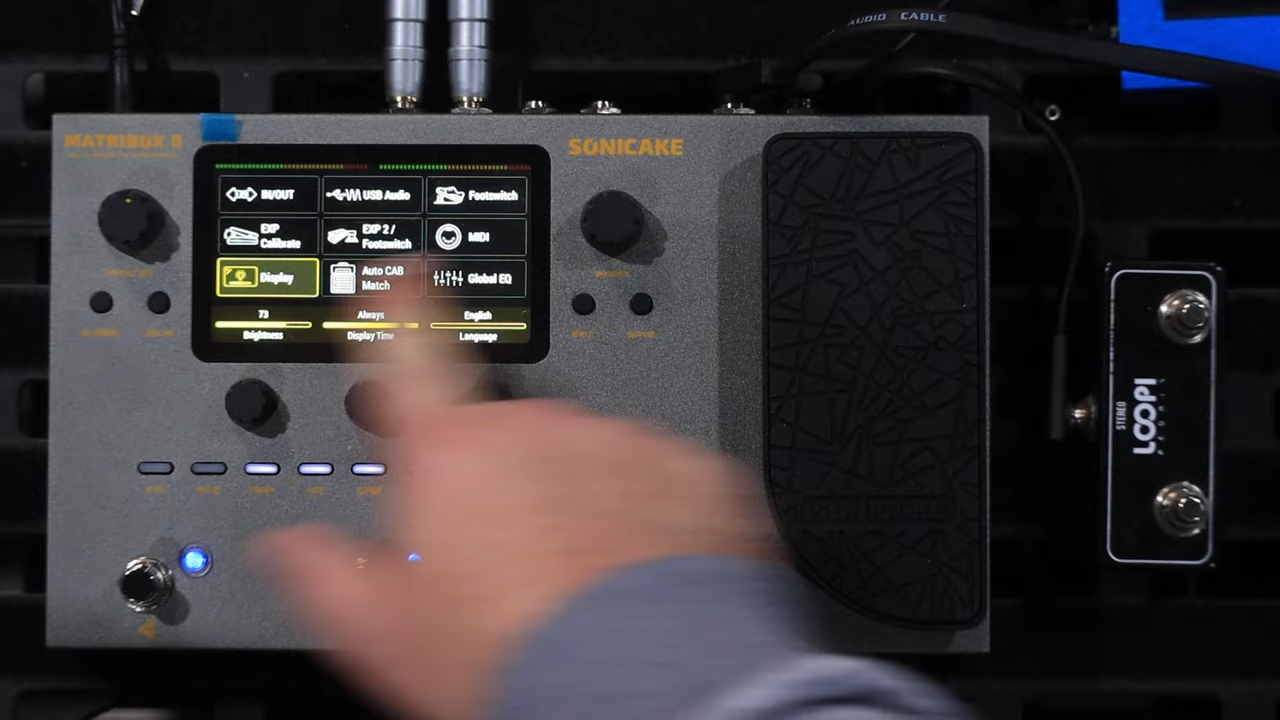 AUDIO CABLE
MATRIBOX II
SONICAKE
IN/OUT
USB Audio
Footswitch
EXP
Calibrate
EXP 2 /
Footswitch
MIDI
Display
Auto CAB
Match
Global EQ
73
Always
English
Brightness
Display Time
Language
STEREO
LOOPI
PEDALS